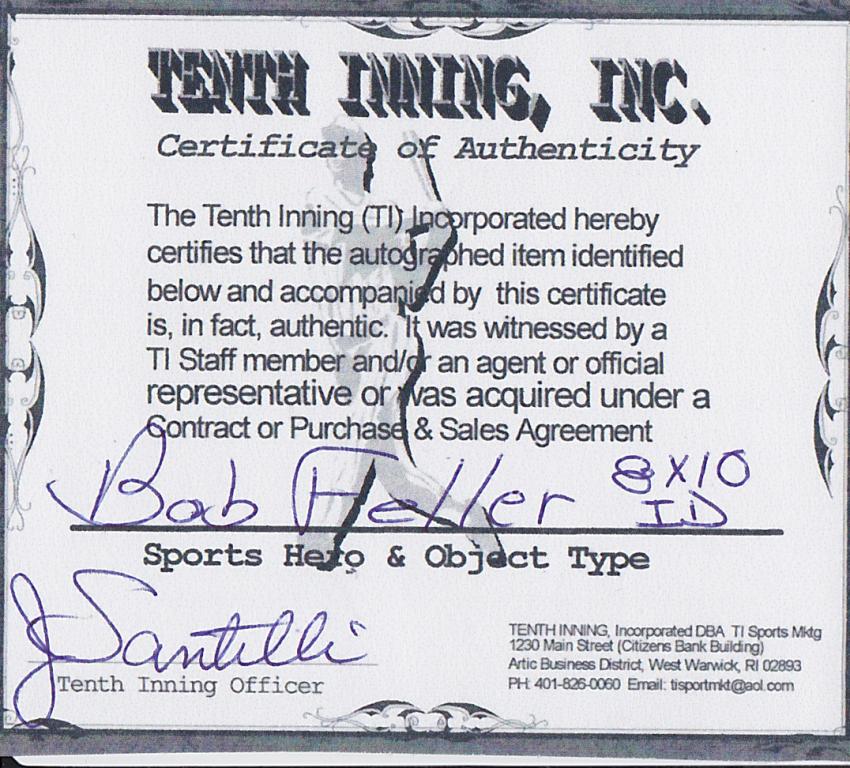 TENTH INNING, INC.
Certificate of Authenticity
The Tenth Inning (TI), Incorporated hereby
certifies that the autographed item identified
below and accompanied by this certificate
is, in fact, authentic. It was witnessed by a
TI Staff member and/or an agent or official
representative or was acquired under a
Contract or Purchase & Sales Agreement
Bob Feller 8X10
ID
Sports Hero & Object Type
J Santilli
Tenth Inning Officer
TENTH INNING, Incorporated DBA TI Sports Mktg
1230 Main Street (Citizens Bank Building)
Artic Business District, West Warwick, RI 02893
PH: 401-826-0060 Email: tisportmkt@aol.com